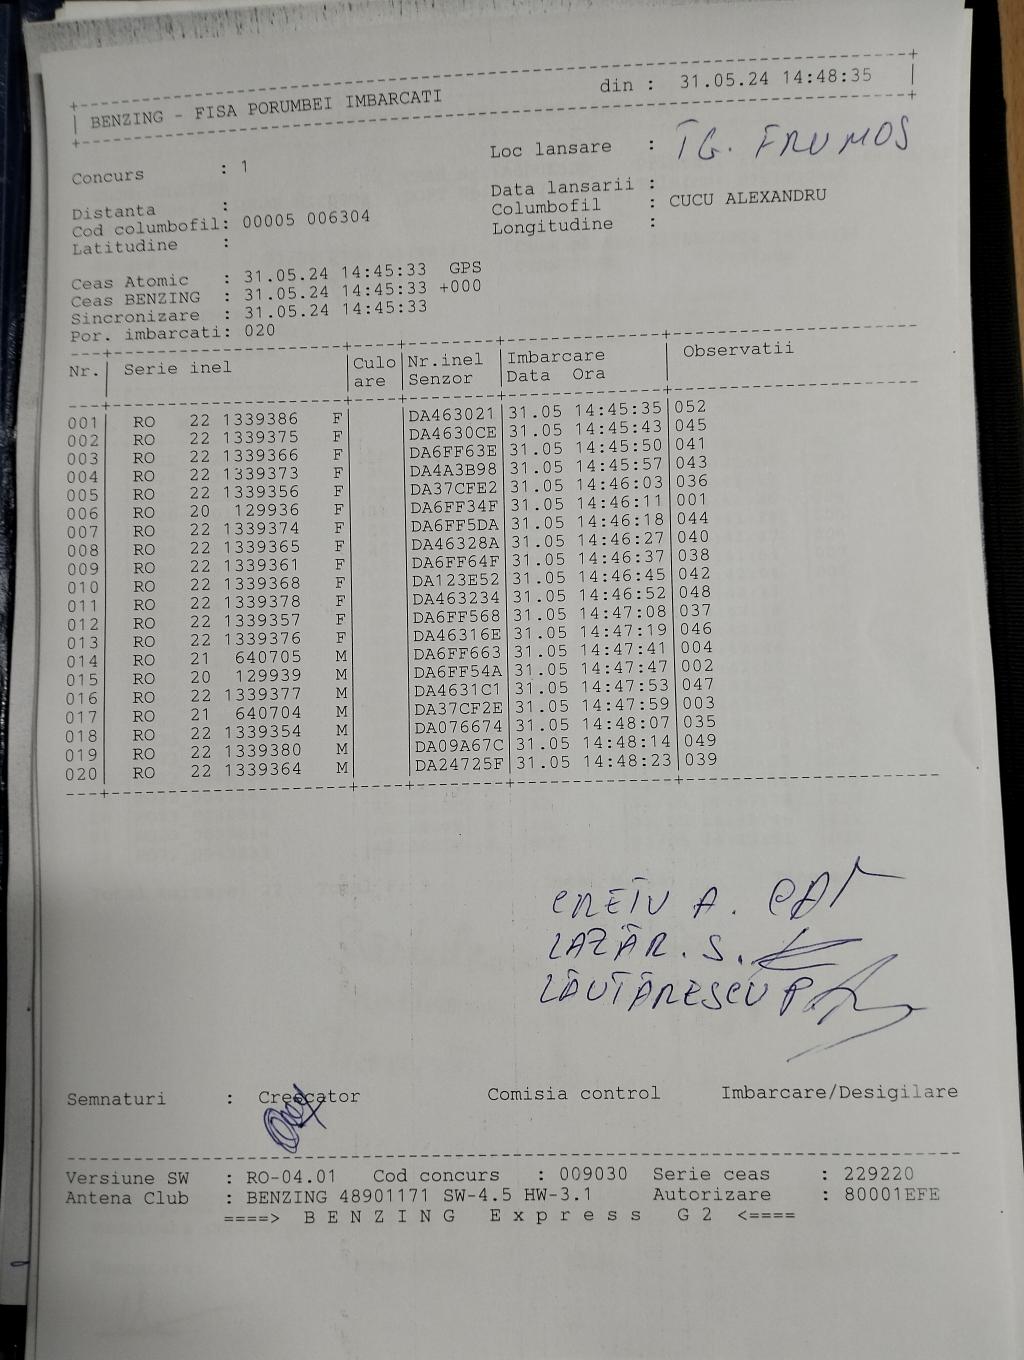 BENZING - FISA PORUMBEI IMBARCATI din : 31.05.24 14:48:35
Concurs : 1 Loc lansare : TG. FRUMOS
Data lansarii :
Distanta : Columbofil : CUCU ALEXANDRU
Cod columbofil: 00005 006304 Longitudine :
Latitudine :
Ceas Atomic : 31.05.24 14:45:33 GPS
Ceas BENZING : 31.05.24 14:45:33 +000
Sincronizare : 31.05.24 14:45:33
Por. imbarcati: 020
Nr. Serie inel Culo Nr.inel Imbarcare Observatii
are Senzor Data Ora
001 RO 22 1339386 F DA463021 31.05 14:45:35 052
002 RO 22 1339375 F DA4630CE 31.05 14:45:43 045
003 RO 22 1339366 F DA6FF63E 31.05 14:45:50 041
004 RO 22 1339373 F DA4A3B98 31.05 14:45:57 043
005 RO 22 1339356 F DA37CFE2 31.05 14:46:03 036
006 RO 20 129936 F DA6FF34F 31.05 14:46:11 001
007 RO 22 1339374 F DA6FF5DA 31.05 14:46:18 044
008 RO 22 1339365 F DA46328A 31.05 14:46:27 040
009 RO 22 1339361 F DA6FF64F 31.05 14:46:37 038
010 RO 22 1339368 F DA123E52 31.05 14:46:45 042
011 RO 22 1339378 F DA463234 31.05 14:46:52 048
012 RO 22 1339357 F DA6FF568 31.05 14:47:08 037
013 RO 22 1339376 F DA46316E 31.05 14:47:19 046
014 RO 21 640705 M DA6FF663 31.05 14:47:41 004
015 RO 20 129939 M DA6FF54A 31.05 14:47:47 002
016 RO 22 1339377 M DA4631C1 31.05 14:47:53 047
017 RO 21 640704 M DA37CF2E 31.05 14:47:59 003
018 RO 22 1339354 M DA076674 31.05 14:48:07 035
019 RO 22 1339380 M DA09A67C 31.05 14:48:14 049
020 RO 22 1339364 M DA24725F 31.05 14:48:23 039
CREȚU A.
LAZĂR. S.
LĂUTĂRESCU P
Semnaturi : Crescator Comisia control Imbarcare/Desigilare
Versiune SW : RO-04.01 Cod concurs : 009030 Serie ceas : 229220
Antena Club : BENZING 48901171 SW-4.5 HW-3.1 Autorizare : 80001EFE
====> B E N Z I N G E x p r e s s G 2 <====